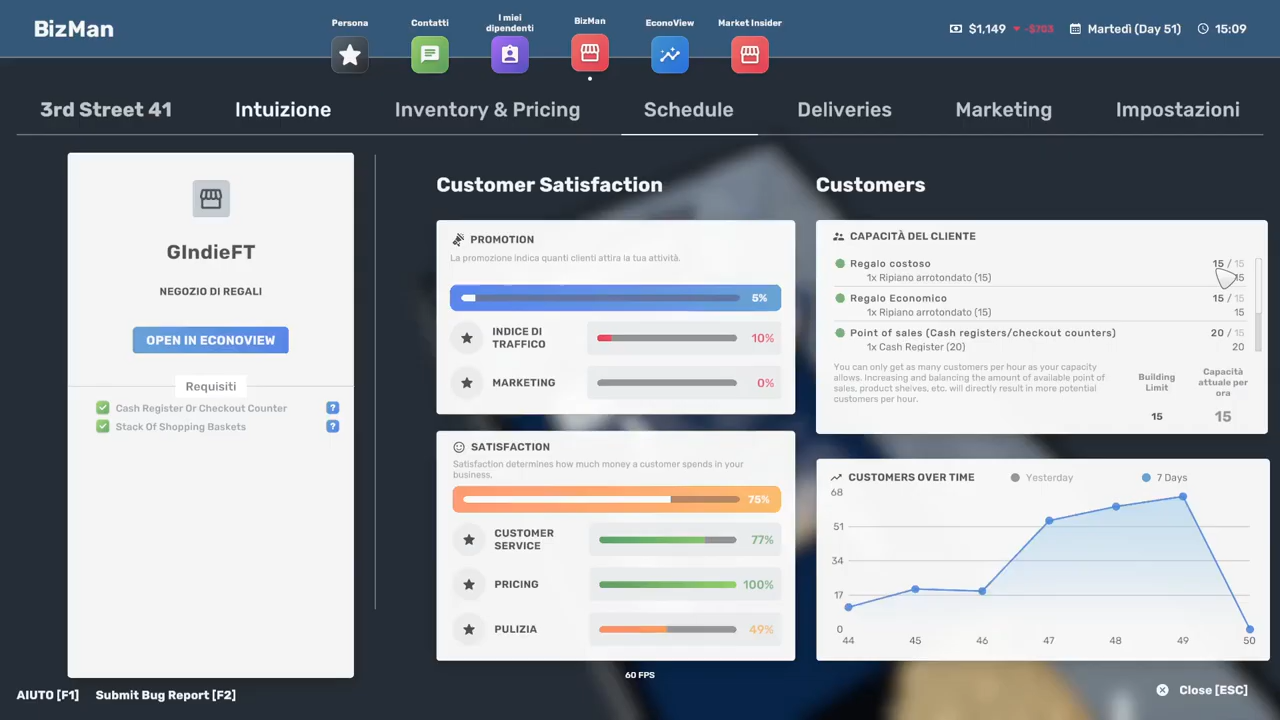 BizMan
Persona
Contatti
I miei
dipendenti
BizMan
EconoView
Market Insider
$1,149 -$703
Martedì (Day 51)
15:09
3rd Street 41
Intuizione
Inventory & Pricing
Schedule
Deliveries
Marketing
Impostazioni
GIndieFT
NEGOZIO DI REGALI
OPEN IN ECONOVIEW
Requisiti
Cash Register Or Checkout Counter ?
Stack Of Shopping Baskets ?
Customer Satisfaction
PROMOTION
La promozione indica quanti clienti attira la tua attività.
5%
INDICE DI
TRAFFICO
10%
MARKETING
0%
SATISFACTION
Satisfaction determines how much money a customer spends in your
business.
75%
CUSTOMER
SERVICE
77%
PRICING
100%
PULIZIA
49%
Customers
CAPACITÀ DEL CLIENTE
Regalo costoso 15 / 15
1x Ripiano arrotondato (15) 15
Regalo Economico 15 / 15
1x Ripiano arrotondato (15) 15
Point of sales (Cash registers/checkout counters) 20 / 15
1x Cash Register (20) 20
You can only get as many customers per hour as your capacity
allows. Increasing and balancing the amount of available point of
sales, product shelves, etc. will directly result in more potential
customers per hour.
Building
Limit
15
Capacità
attuale per
ora
15
CUSTOMERS OVER TIME
Yesterday
7 Days
68
51
34
17
0
44 45 46 47 48 49 50
60 FPS
AIUTO [F1]
Submit Bug Report [F2]
Close [ESC]